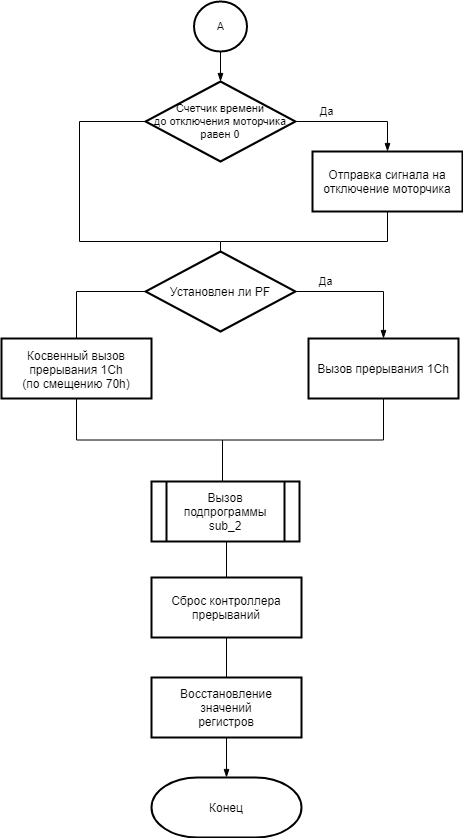 А
Счетчик времени
до отключения моторчика
равен 0
Да
Отправка сигнала на
отключение моторчика
Установлен ли PF
Да
Косвенный вызов
прерывания 1Ch
(по смещению 70h)
Вызов прерывания 1Ch
Вызов
подпрограммы
sub_2
Сброс контроллера
прерываний
Восстановление
значений
регистров
Конец